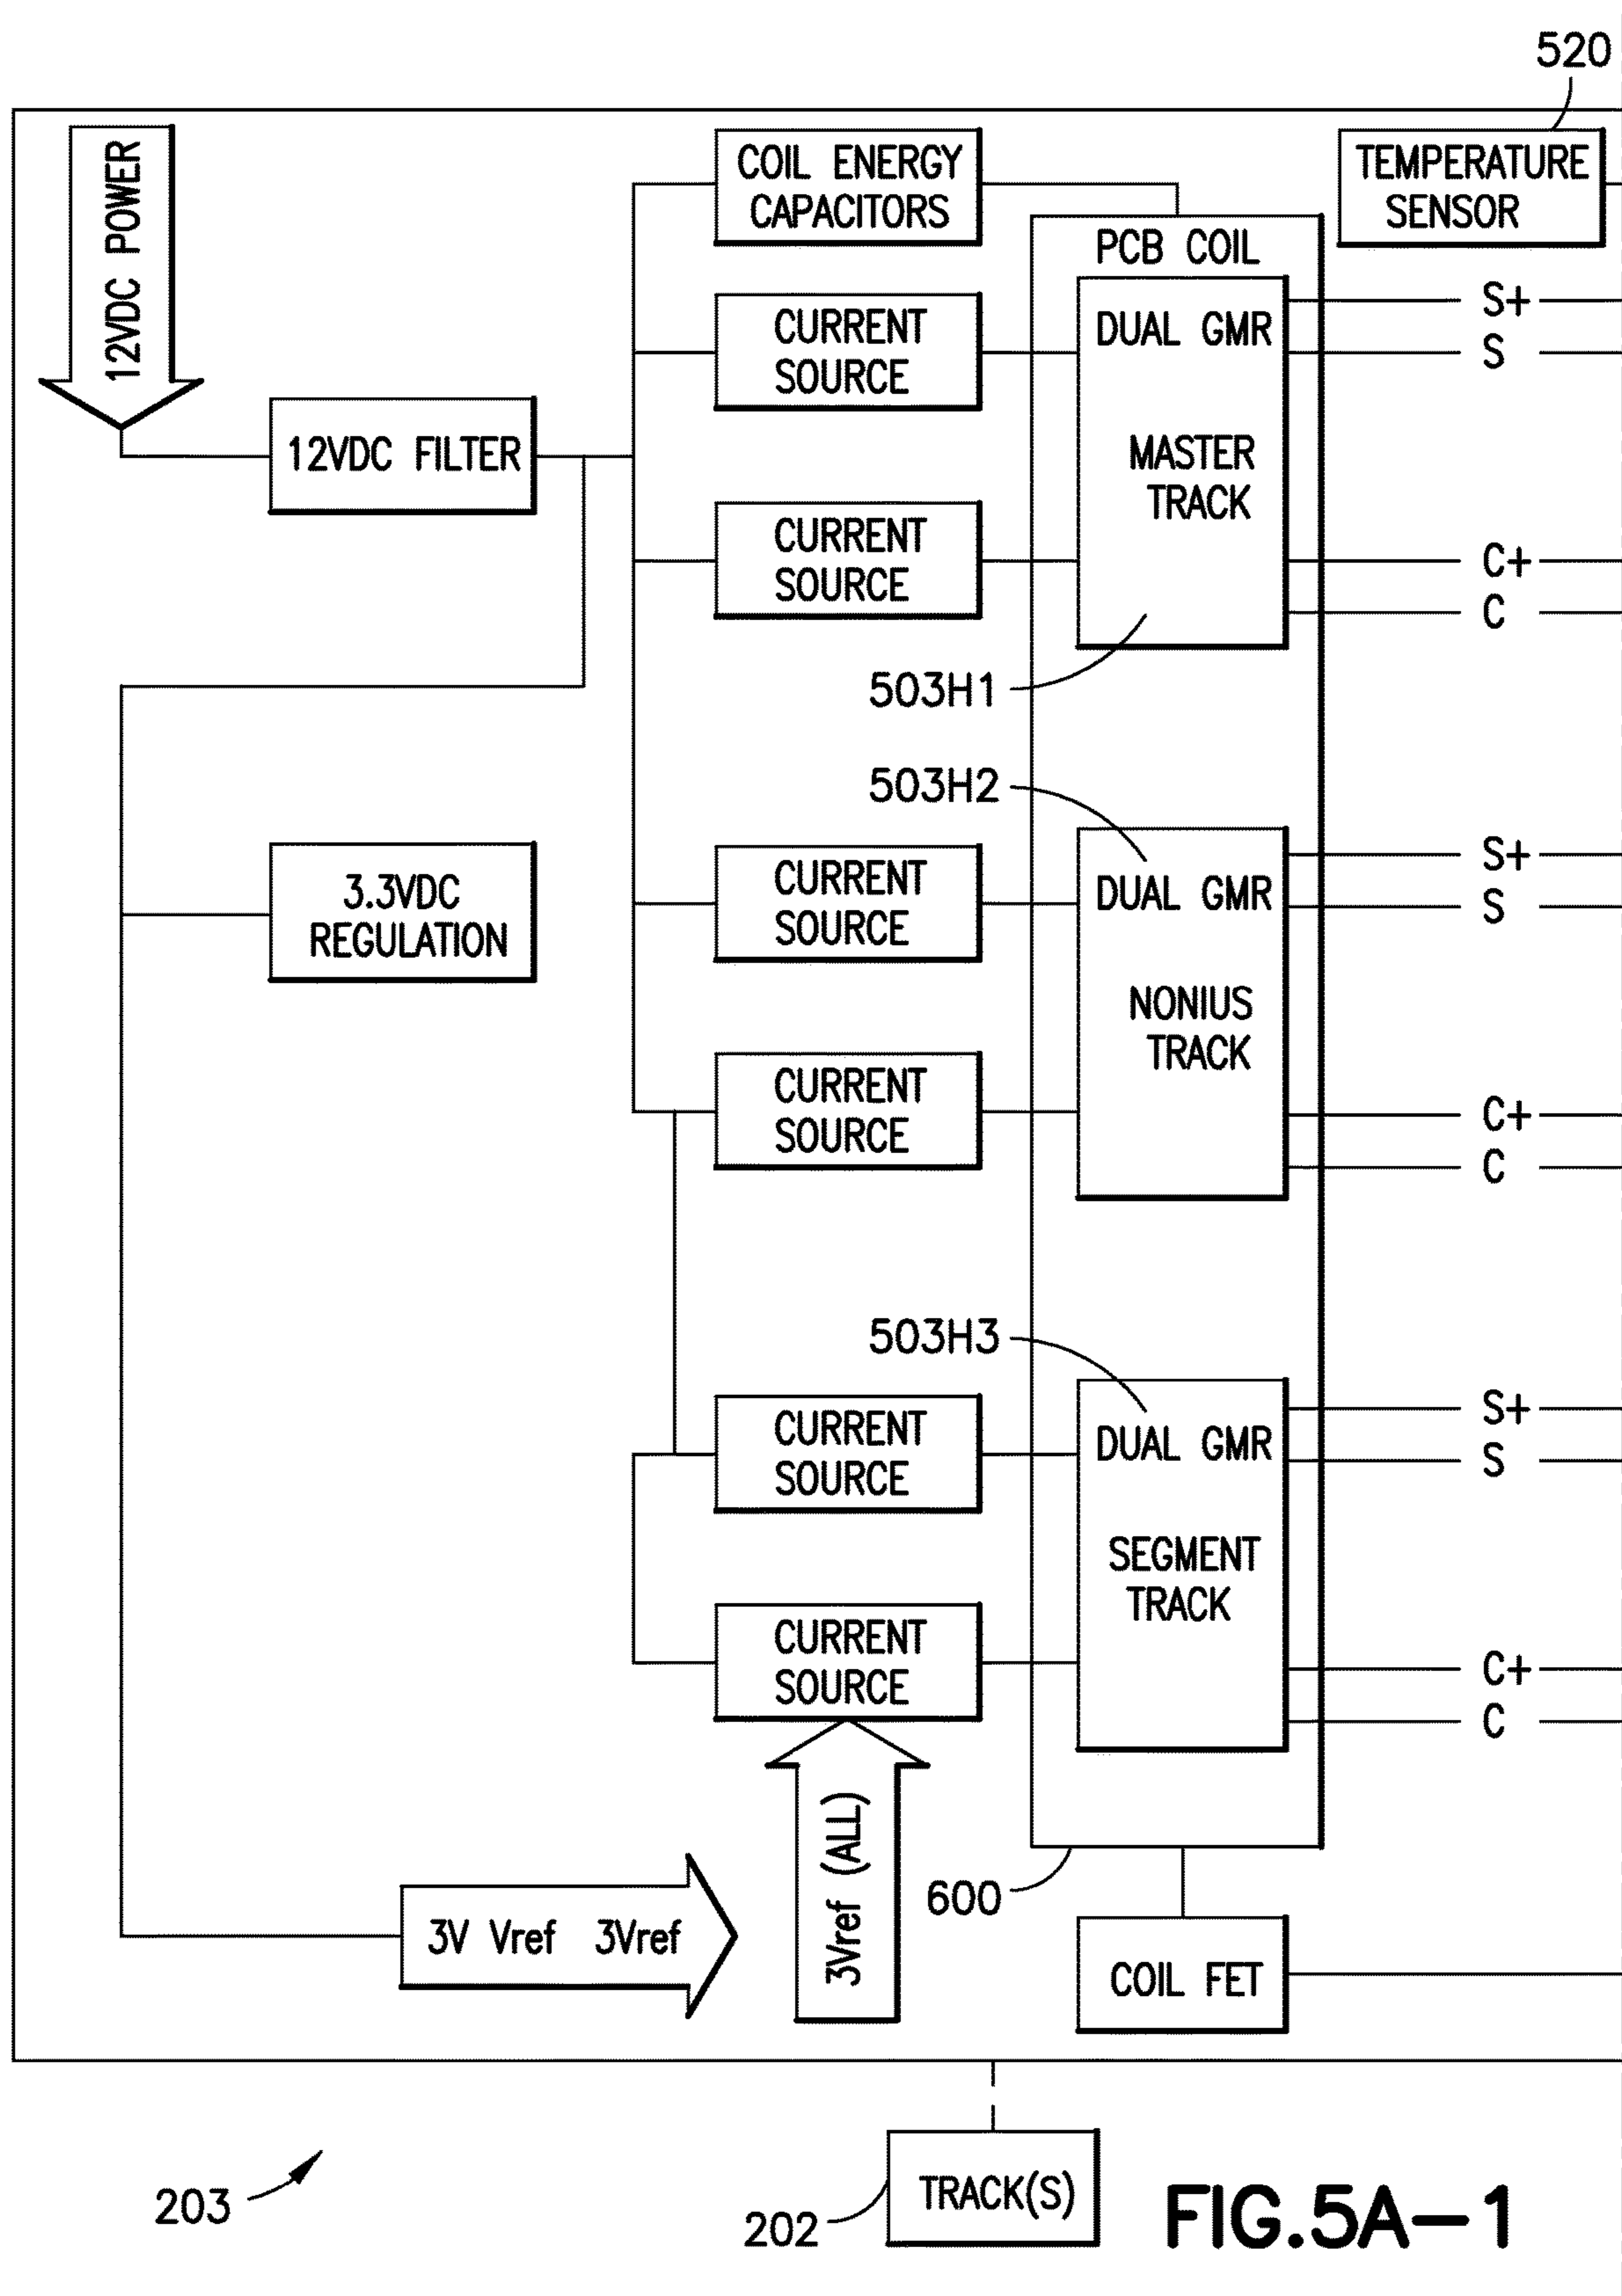 520
12VDC POWER
COIL ENERGY
CAPACITORS
TEMPERATURE
SENSOR
PCB COIL
CURRENT
SOURCE
DUAL GMR
MASTER
TRACK
S+
S
12VDC FILTER
CURRENT
SOURCE
C+
C
503H1
503H2
3.3VDC
REGULATION
CURRENT
SOURCE
DUAL GMR
NONIUS
TRACK
S+
S
CURRENT
SOURCE
C+
C
503H3
CURRENT
SOURCE
DUAL GMR
SEGMENT
TRACK
S+
S
CURRENT
SOURCE
C+
C
3Vref (ALL)
600
3V Vref 3Vref
COIL FET
203
202
TRACK(S)
FIG.5A-1